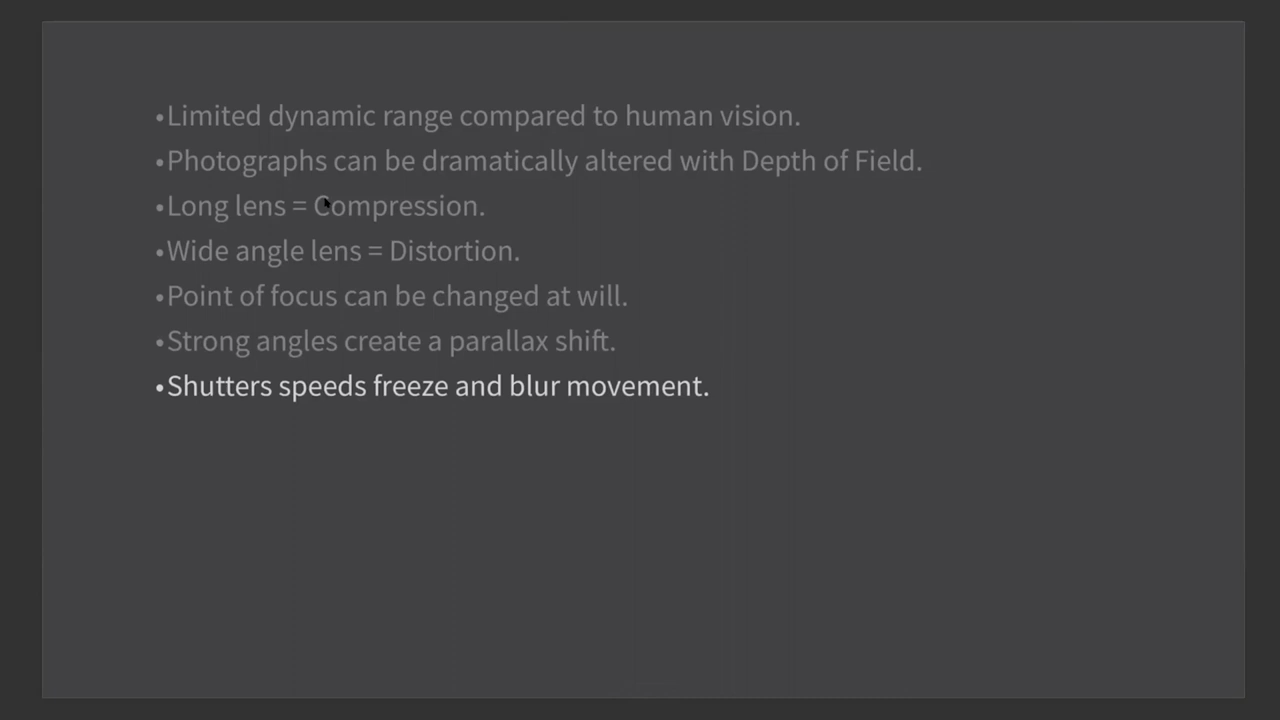 •Limited dynamic range compared to human vision.
•Photographs can be dramatically altered with Depth of Field.
•Long lens = Compression.
•Wide angle lens = Distortion.
•Point of focus can be changed at will.
•Strong angles create a parallax shift.
•Shutters speeds freeze and blur movement.